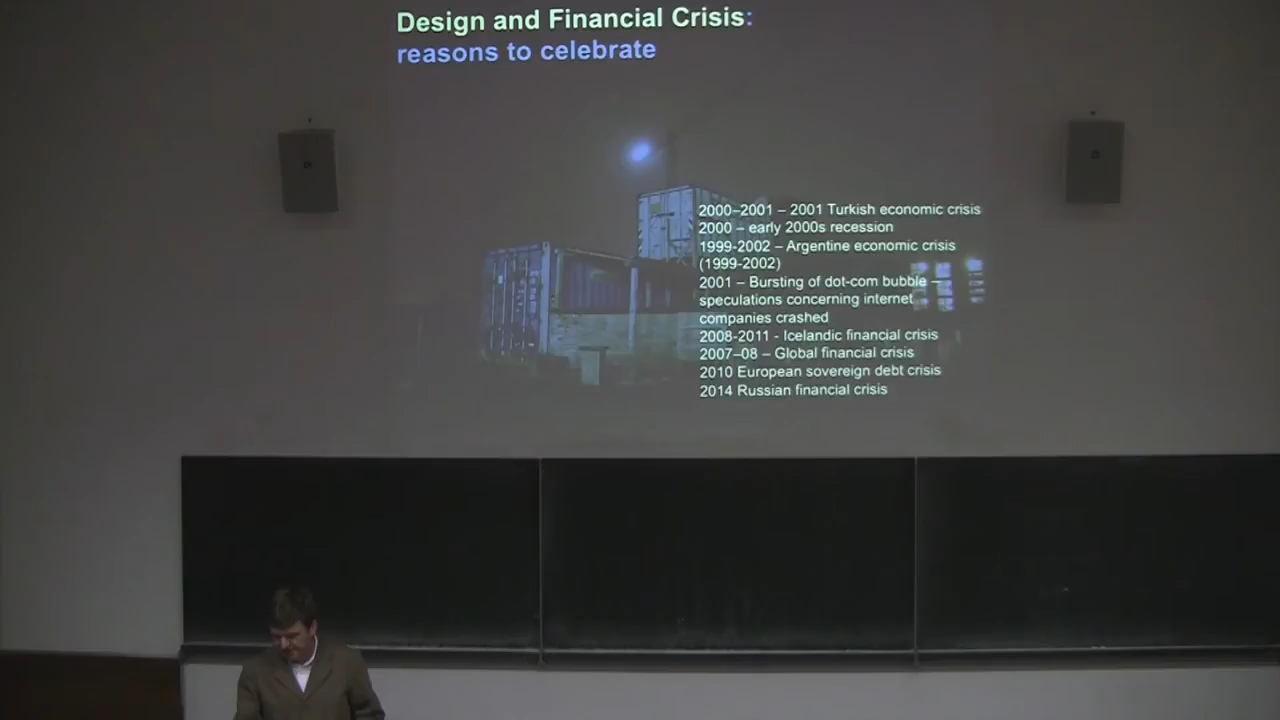 Design and Financial Crisis:
reasons to celebrate
2000–2001 – 2001 Turkish economic crisis
2000 – early 2000s recession
1999-2002 – Argentine economic crisis
(1999-2002)
2001 – Bursting of dot-com bubble –
speculations concerning internet
companies crashed
2008-2011 - Icelandic financial crisis
2007–08 – Global financial crisis
2010 European sovereign debt crisis
2014 Russian financial crisis